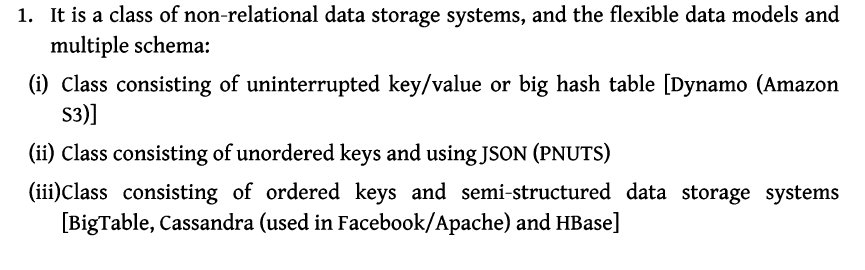 1. It is a class of non-relational data storage systems, and the flexible data models and
multiple schema:
(i) Class consisting of uninterrupted key/value or big hash table [Dynamo (Amazon
S3)]
(ii) Class consisting of unordered keys and using JSON (PNUTS)
(iii)Class consisting of ordered keys and semi-structured data storage systems
[BigTable, Cassandra (used in Facebook/Apache) and HBase]